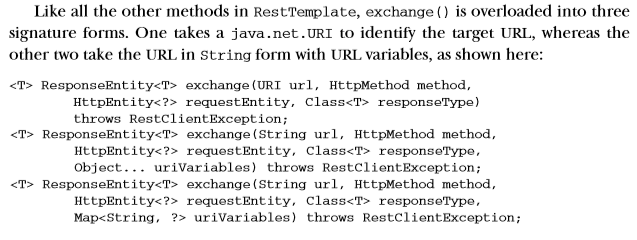 Like all the other methods in RestTemplate, exchange() is overloaded into three
signature forms. One takes a java.net.URI to identify the target URL, whereas the
other two take the URL in String form with URL variables, as shown here:
<T> ResponseEntity<T> exchange(URI url, HttpMethod method,
HttpEntity<?> requestEntity, Class<T> responseType)
throws RestClientException;
<T> ResponseEntity<T> exchange(String url, HttpMethod method,
HttpEntity<?> requestEntity, Class<T> responseType,
Object... uriVariables) throws RestClientException;
<T> ResponseEntity<T> exchange(String url, HttpMethod method,
HttpEntity<?> requestEntity, Class<T> responseType,
Map<String, ?> uriVariables) throws RestClientException;